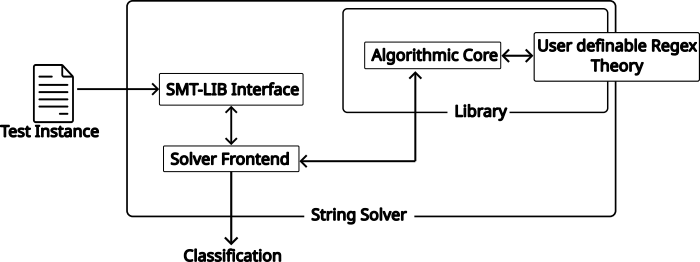 User definable Regex
Theory
Algorithmic Core
Library
SMT-LIB Interface
Test Instance
Solver Frontend
String Solver
Classification